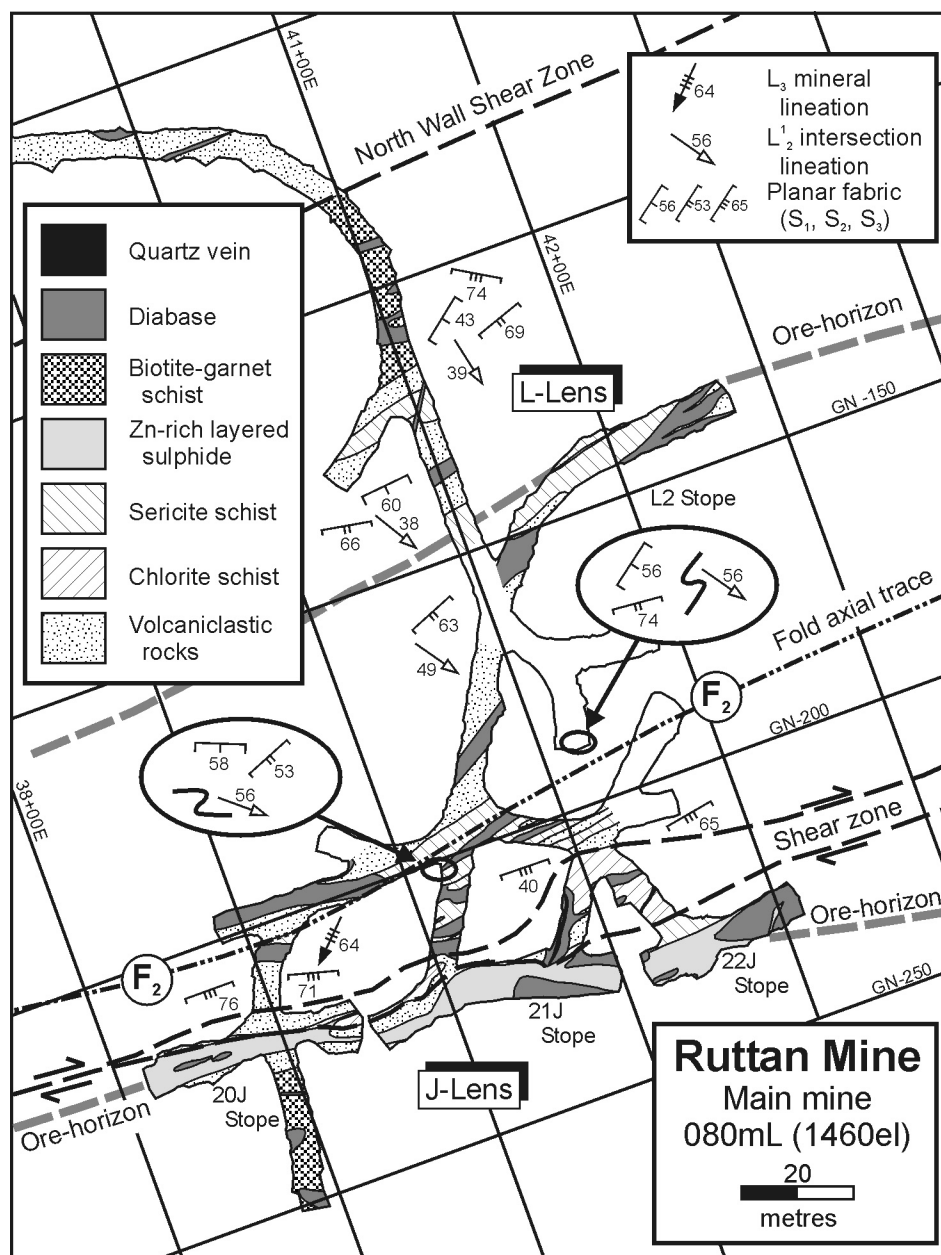 41+00E
North Wall Shear Zone
64
L₃ mineral
lineation
56
L¹₂ intersection
lineation
56 53 65
Planar fabric
(S₁, S₂, S₃)
Quartz vein
Diabase
Biotite-garnet
schist
Zn-rich layered
sulphide
Sericite schist
Chlorite schist
Volcaniclastic
rocks
42+00E
74
43
69
39
Ore-horizon
L-Lens
GN -150
60
38
66
L2 Stope
56
56
74
63
49
Fold axial trace
F₂
GN-200
58
53
56
38+00E
65
Shear zone
40
64
Ore-horizon
F₂
76
71
22J
Stope
21J
Stope
GN-250
20J
Stope
J-Lens
Ore-horizon
Ruttan Mine
Main mine
080mL (1460el)
20
metres